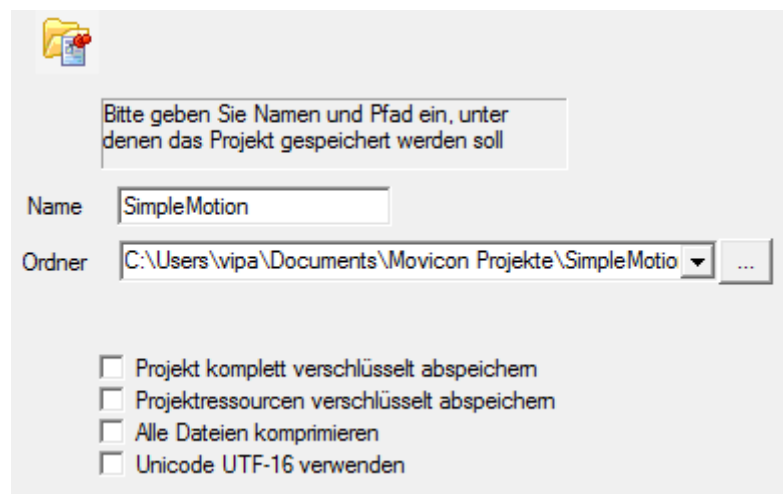 Bitte geben Sie Namen und Pfad ein, unter
denen das Projekt gespeichert werden soll
Name SimpleMotion
Ordner C:\Users\vipa\Documents\Movicon Projekte\SimpleMotio ...
Projekt komplett verschlüsselt abspeichern
Projektressourcen verschlüsselt abspeichern
Alle Dateien komprimieren
Unicode UTF-16 verwenden